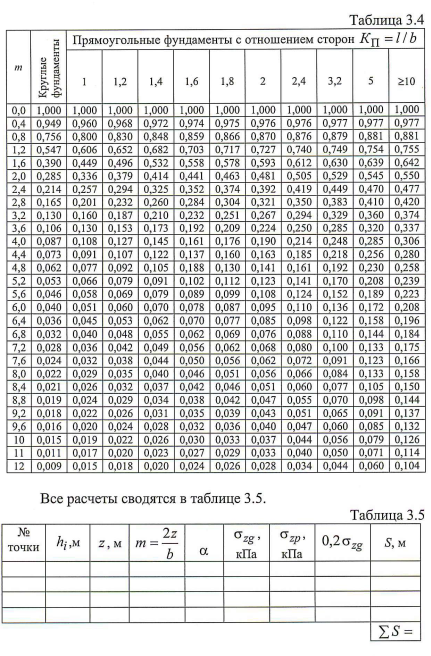 Таблица 3.4
m Круглые фундаменты Прямоугольные фундаменты с отношением сторон Kп = l / b
1 1,2 1,4 1,6 1,8 2 2,4 3,2 5 ≥10
0,0 1,000 1,000 1,000 1,000 1,000 1,000 1,000 1,000 1,000 1,000 1,000
0,4 0,949 0,960 0,968 0,972 0,974 0,975 0,976 0,976 0,977 0,977 0,977
0,8 0,756 0,800 0,830 0,848 0,859 0,866 0,870 0,876 0,879 0,881 0,881
1,2 0,547 0,606 0,652 0,682 0,703 0,717 0,727 0,740 0,749 0,754 0,755
1,6 0,390 0,449 0,496 0,532 0,558 0,578 0,593 0,612 0,630 0,639 0,642
2,0 0,285 0,336 0,379 0,414 0,441 0,463 0,481 0,505 0,529 0,545 0,550
2,4 0,214 0,257 0,294 0,325 0,352 0,374 0,392 0,419 0,449 0,470 0,477
2,8 0,165 0,201 0,232 0,260 0,284 0,304 0,321 0,350 0,383 0,410 0,420
3,2 0,130 0,160 0,187 0,210 0,232 0,251 0,267 0,294 0,329 0,360 0,374
3,6 0,106 0,130 0,153 0,173 0,192 0,209 0,224 0,250 0,285 0,320 0,337
4,0 0,087 0,108 0,127 0,145 0,161 0,176 0,190 0,214 0,248 0,285 0,306
4,4 0,073 0,091 0,107 0,122 0,137 0,160 0,163 0,185 0,218 0,256 0,280
4,8 0,062 0,077 0,092 0,105 0,188 0,130 0,141 0,161 0,192 0,230 0,258
5,2 0,053 0,066 0,079 0,091 0,102 0,112 0,123 0,141 0,170 0,208 0,239
5,6 0,046 0,058 0,069 0,079 0,089 0,099 0,108 0,124 0,152 0,189 0,223
6,0 0,040 0,051 0,060 0,070 0,078 0,087 0,095 0,110 0,136 0,172 0,208
6,4 0,036 0,045 0,053 0,062 0,070 0,077 0,085 0,098 0,122 0,158 0,196
6,8 0,032 0,040 0,048 0,055 0,062 0,069 0,076 0,088 0,110 0,144 0,184
7,2 0,028 0,036 0,042 0,049 0,056 0,062 0,068 0,080 0,100 0,133 0,175
7,6 0,024 0,032 0,038 0,044 0,050 0,056 0,062 0,072 0,091 0,123 0,166
8,0 0,022 0,029 0,035 0,040 0,046 0,051 0,056 0,066 0,084 0,133 0,158
8,4 0,021 0,026 0,032 0,037 0,042 0,046 0,051 0,060 0,077 0,105 0,150
8,8 0,019 0,024 0,029 0,034 0,038 0,042 0,047 0,055 0,070 0,098 0,144
9,2 0,018 0,022 0,026 0,031 0,035 0,039 0,043 0,051 0,065 0,091 0,137
9,6 0,016 0,020 0,024 0,028 0,032 0,036 0,040 0,047 0,060 0,085 0,132
10 0,015 0,019 0,022 0,026 0,030 0,033 0,037 0,044 0,056 0,079 0,126
11 0,011 0,017 0,020 0,023 0,027 0,029 0,033 0,040 0,050 0,071 0,114
12 0,009 0,015 0,018 0,020 0,024 0,026 0,028 0,034 0,044 0,060 0,104
Все расчеты сводятся в таблице 3.5.
Таблица 3.5
№ точки hᵢ,м z, м m = 2z/b α σzg, кПа σzp, кПа 0,2σzg S, м
∑S =